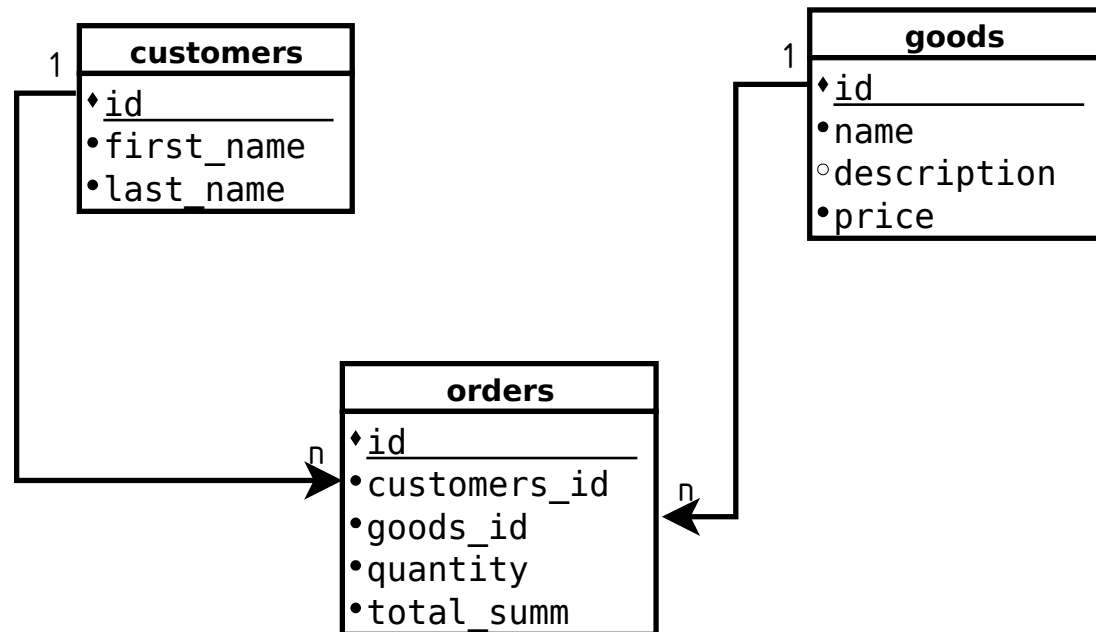 1
customers
id
first_name
last_name
1
goods
id
name
description
price
orders
n
id
customers_id
n
goods_id
quantity
total_summ